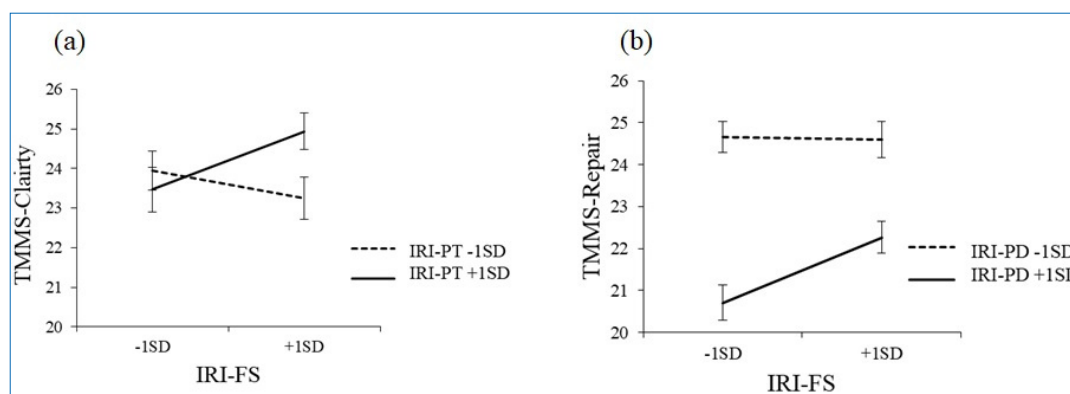 (a)
26
25
24
23
22
21
20
TMMS-Clairty
-1SD
+1SD
IRI-FS
IRI-PT -1SD
IRI-PT +1SD
(b)
26
25
24
23
22
21
20
TMMS-Repair
-1SD
+1SD
IRI-FS
IRI-PD -1SD
IRI-PD +1SD